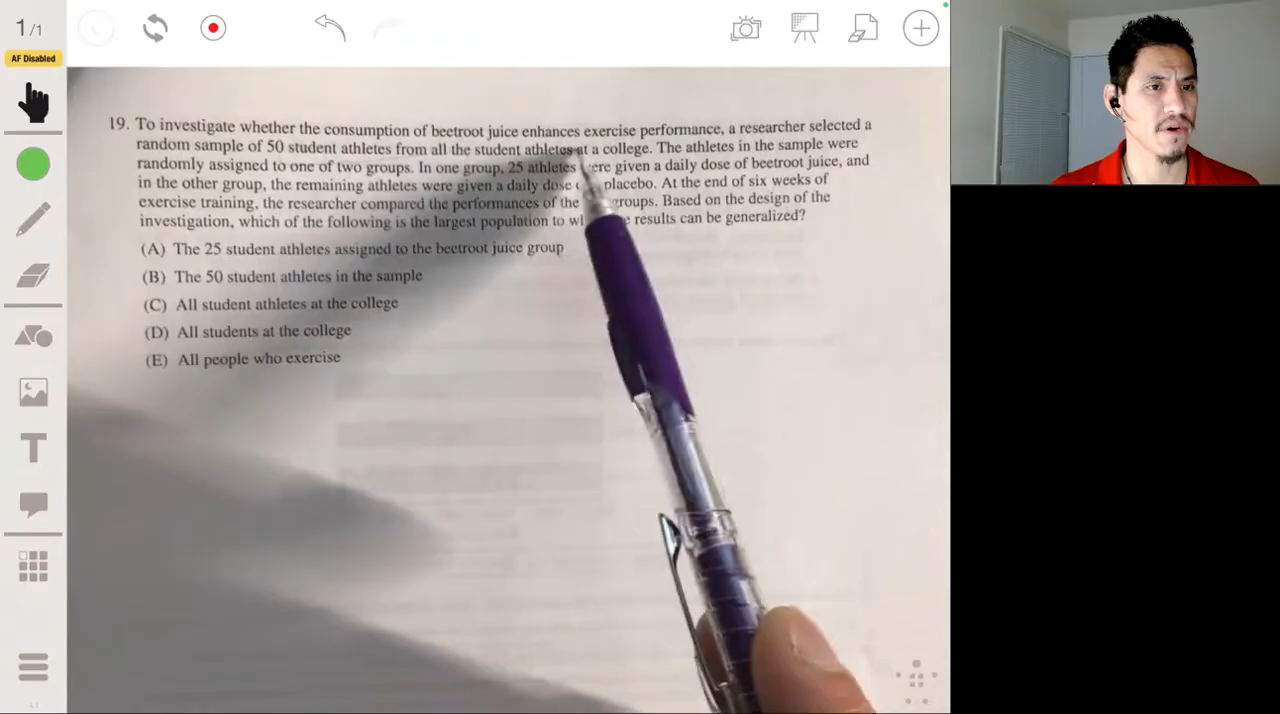 1/1
AF Disabled
19. To investigate whether the consumption of beetroot juice enhances exercise performance, a researcher selected a
random sample of 50 student athletes from all the student athletes at a college. The athletes in the sample were
randomly assigned to one of two groups. In one group, 25 athletes were given a daily dose of beetroot juice, and
in the other group, the remaining athletes were given a daily dose placebo. At the end of six weeks of
exercise training, the researcher compared the performances of the groups. Based on the design of the
investigation, which of the following is the largest population to results can be generalized?
(A) The 25 student athletes assigned to the beetroot juice group
(B) The 50 student athletes in the sample
(C) All student athletes at the college
(D) All students at the college
(E) All people who exercise
T